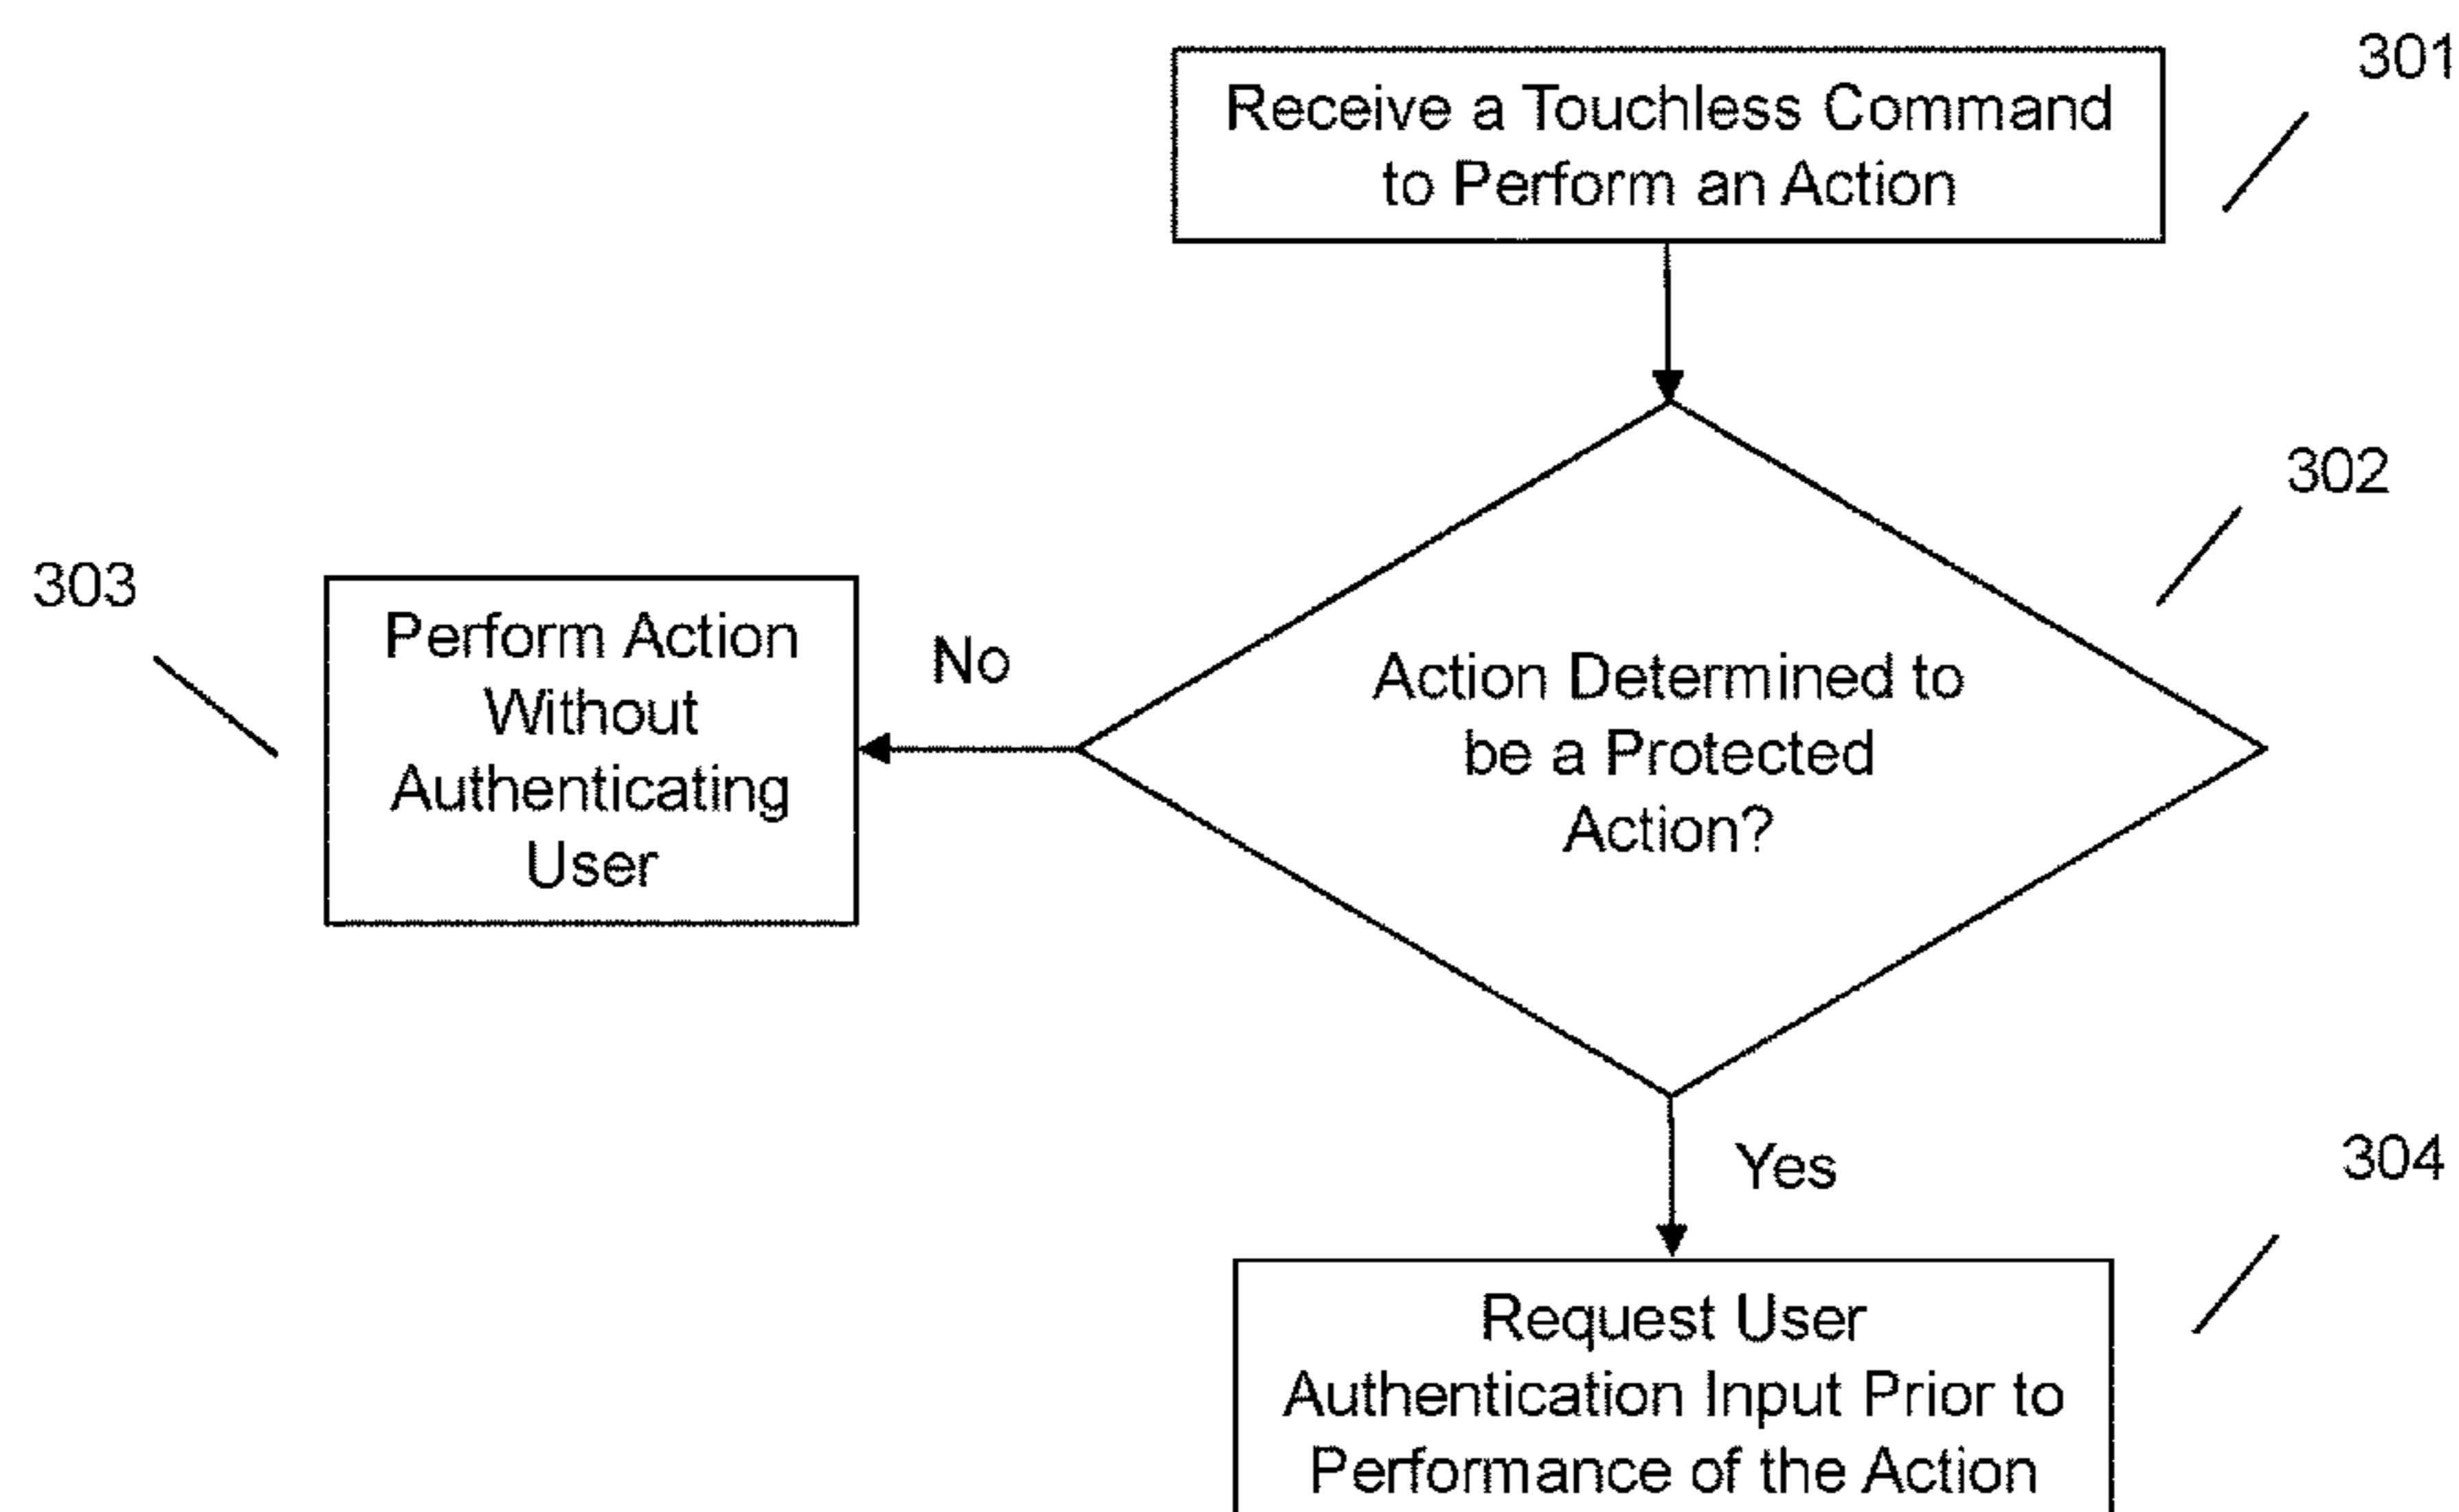 301
Receive a Touchless Command
to Perform an Action
302
303
Perform Action
Without
Authenticating
User
No
Action Determined to
be a Protected
Action?
Yes
304
Request User
Authentication Input Prior to
Performance of the Action